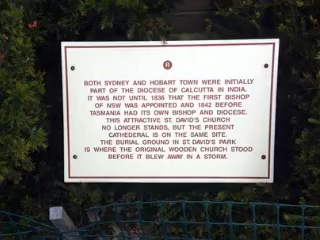 BOTH SYDNEY AND HOBART TOWN WERE INITIALLY
PART OF THE DIOCESE OF CALCUTTA IN INDIA.
IT WAS NOT UNTIL 1836 THAT THE FIRST BISHOP
OF NSW WAS APPOINTED AND 1842 BEFORE
TASMANIA HAD ITS OWN BISHOP AND DIOCESE.
THIS ATTRACTIVE ST. DAVID'S CHURCH
NO LONGER STANDS, BUT THE PRESENT
CATHEDERAL IS ON THE SAME SITE.
THE BURIAL GROUND IN ST. DAVID'S PARK
IS WHERE THE ORIGINAL WOODEN CHURCH STOOD
BEFORE IT BLEW AWAY IN A STORM.